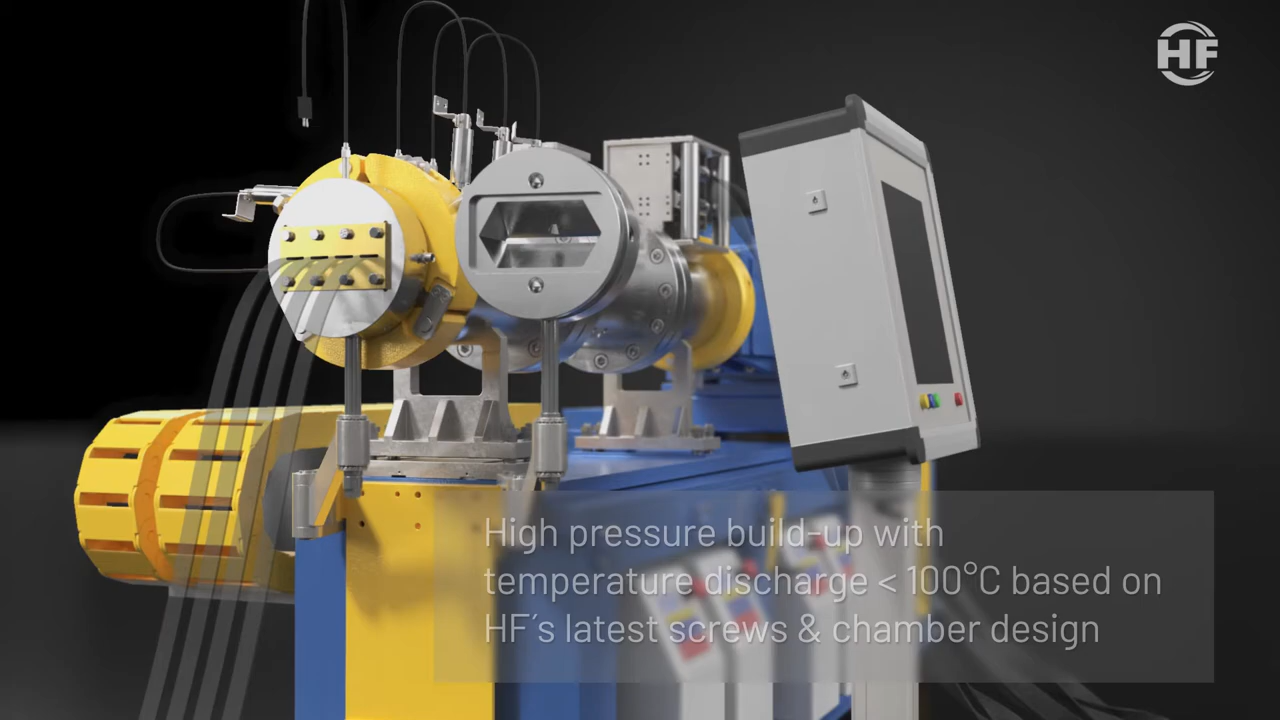 HF
High pressure build-up with
temperature discharge < 100°C based on
HF´s latest screws & chamber design